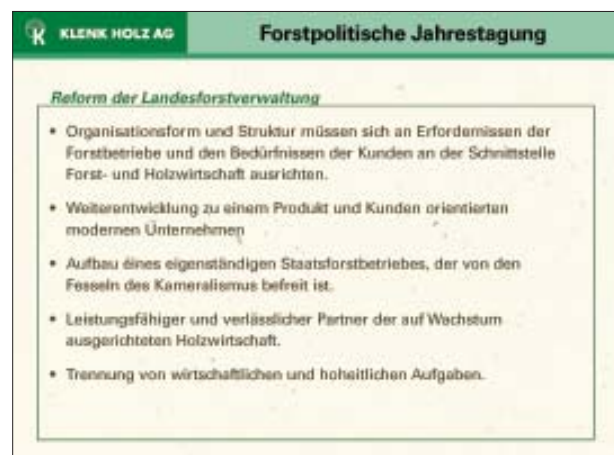 KLENK HOLZ AG
Forstpolitische Jahrestagung
Reform der Landesforstverwaltung
• Organisationsform und Struktur müssen sich an Erfordernissen der
Forstbetriebe und den Bedürfnissen der Kunden an der Schnittstelle
Forst- und Holzwirtschaft ausrichten.
• Weiterentwicklung zu einem Produkt und Kunden orientierten
modernen Unternehmen
• Aufbau eines eigenständigen Staatsforstbetriebes, der von den
Fesseln des Kameralismus befreit ist.
• Leistungsfähiger und verlässlicher Partner der auf Wachstum
ausgerichteten Holzwirtschaft.
• Trennung von wirtschaftlichen und hoheitlichen Aufgaben.